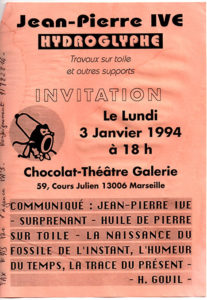 Jean-Pierre IVE
HYDROGLYPHE
Travaux sur toile
et autres supports
INVITATION
Le Lundi
3 Janvier 1994
à 18 h
Chocolat-Théâtre Galerie
59, Cours Julien 13006 Marseille
COMMUNIQUÉ : JEAN-PIERRE IVE
- SURPRENANT - HUILE DE PIERRE
SUR TOILE - LA NAISSANCE DU
FOSSILE DE L'INSTANT, L'HUMEUR
DU TEMPS, LA TRACE DU PRÉSENT -
- H. GOUIL -